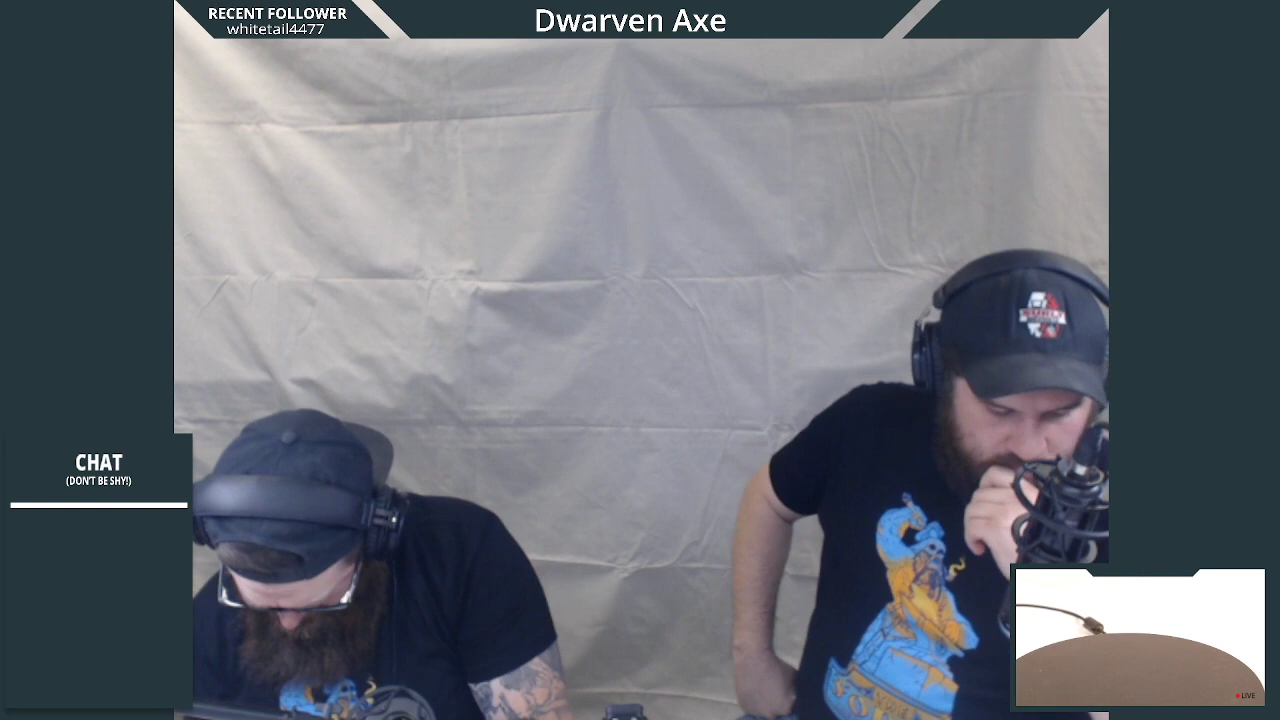 RECENT FOLLOWER
whitetail4477
Dwarven Axe
CHAT
(DON'T BE SHY!)
LIVE